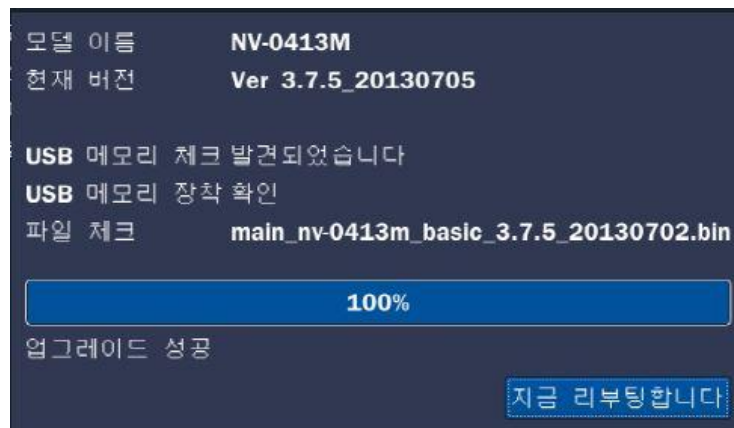 모델 이름 NV-0413M
현재 버전 Ver 3.7.5_20130705
USB 메모리 체크 발견되었습니다
USB 메모리 장착 확인
파일 체크 main_nv-0413m_basic_3.7.5_20130702.bin
100%
업그레이드 성공
지금 리부팅합니다